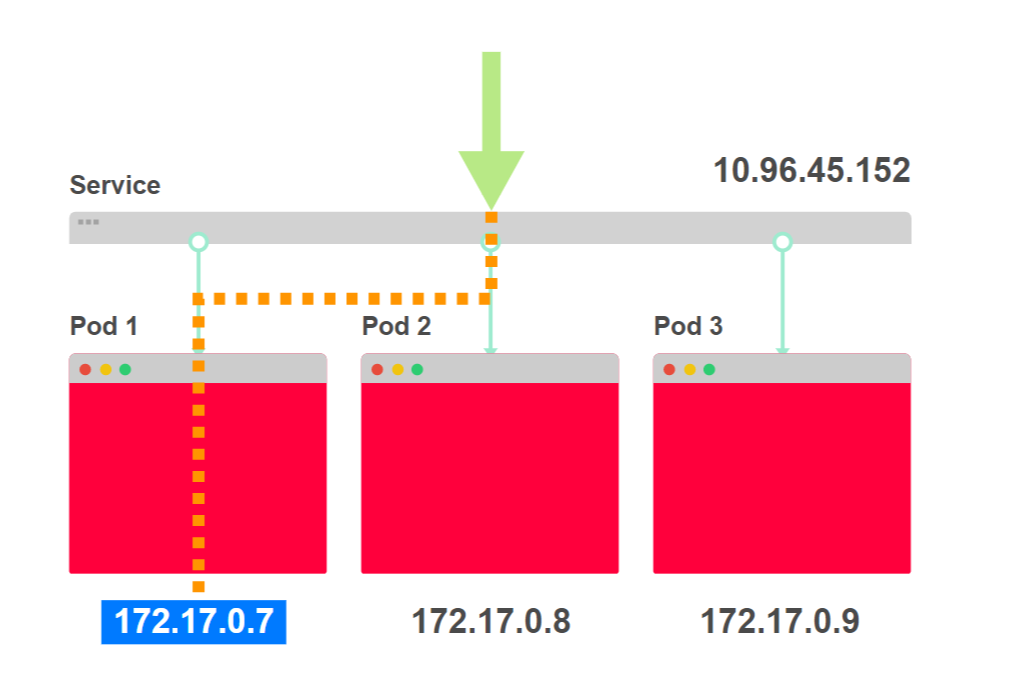 Service
10.96.45.152
Pod 1
Pod 2
Pod 3
172.17.0.7
172.17.0.8
172.17.0.9